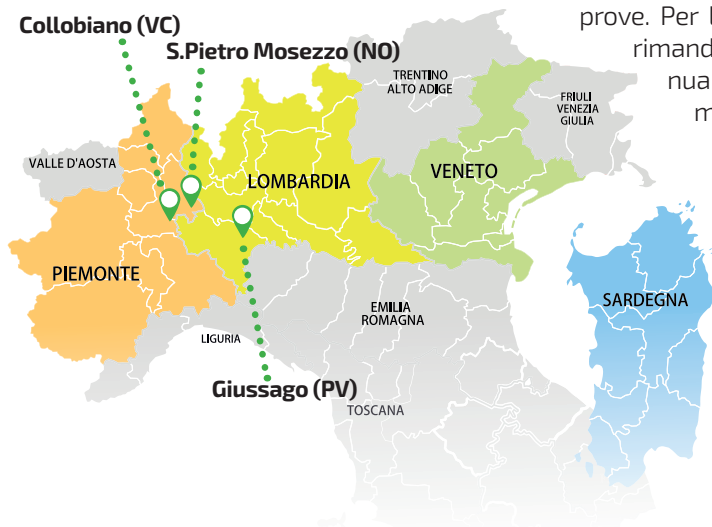 Collobiano (VC)
S.Pietro Mosezzo (NO)
prove. Per
rimand
nua
m
TRENTINO
ALTO ADIGE
FRIULI
VENEZIA
GIULIA
VALLE D'AOSTA
LOMBARDIA
VENETO
PIEMONTE
SARDEGNA
EMILIA
ROMAGNA
LIGURIA
Giussago (PV)
TOSCANA